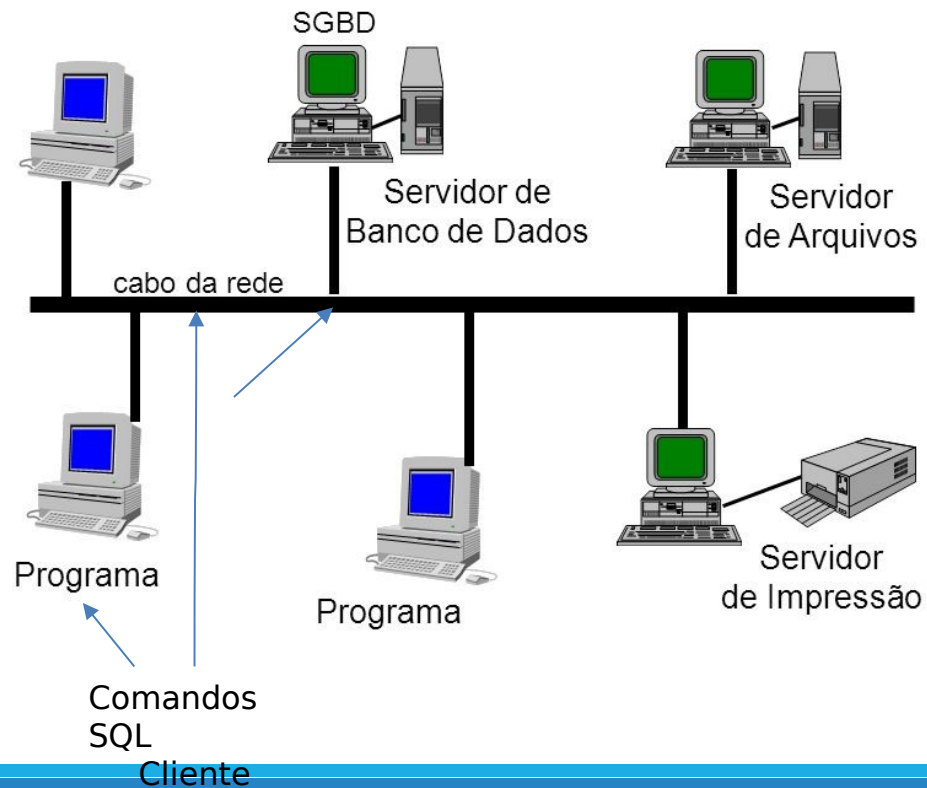 SGBD
Servidor de
Banco de Dados
Servidor
de Arquivos
cabo da rede
Programa
Programa
Servidor
de Impressão
Comandos
SQL
Cliente